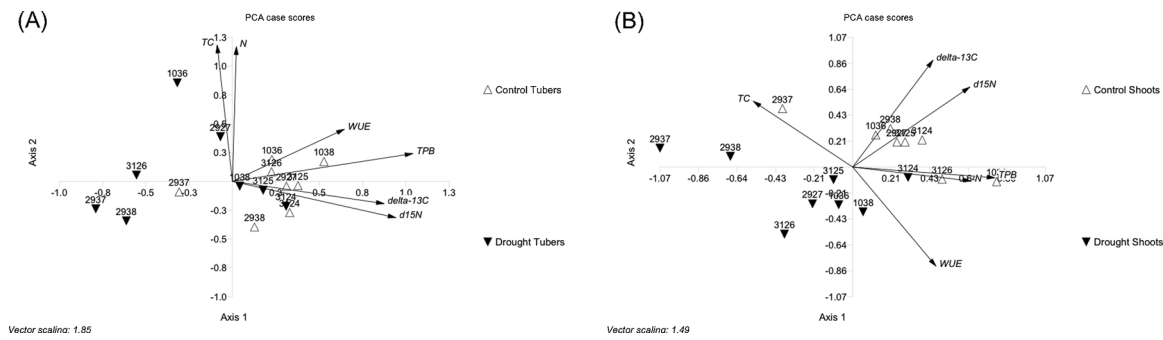 (A)
PCA case scores
1.3
1.0
0.8
0.3
-0.3
-0.5
-0.8
-1.0
-1.0
-0.8
-0.5
-0.3
0.5
0.8
1.0
1.3
TC
N
WUE
TPB
delta-13C
d15N
1036
2927
3126
2937
2938
2937
1036
3126
1038
1038
3125
2927
3125
3124
3124
2938
Axis 2
Axis 1
△ Control Tubers
▼ Drought Tubers
Vector scaling: 1.85
(B)
PCA case scores
1.07
0.86
0.64
0.43
0.21
-0.21
-0.43
-0.64
-0.86
-1.07
-1.07
-0.86
-0.64
-0.43
-0.21
0.21
0.43
1.07
TC
delta-13C
d15N
N
TPB
WUE
2937
2937
2938
1036
2938
3124
3125
3124
3126
2927
1036
1038
3126
3125
Axis 2
Axis 1
△ Control Shoots
▼ Drought Shoots
Vector scaling: 1.49